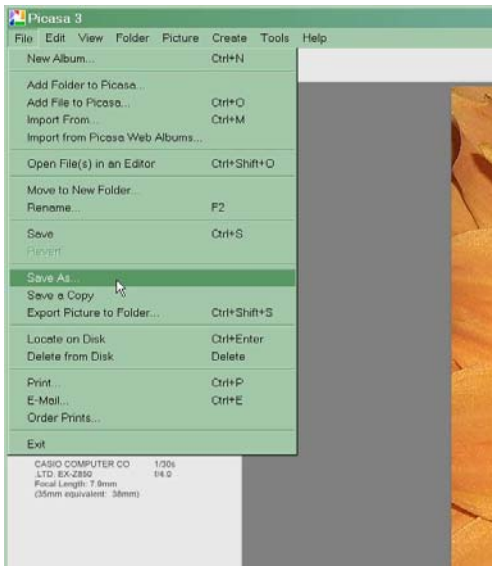 Picasa 3
File Edit View Folder Picture Create Tools Help
New Album... Ctrl+N
Add Folder to Picasa...
Add File to Picasa... Ctrl+O
Import From... Ctrl+M
Import from Picasa Web Albums...
Open File(s) in an Editor Ctrl+Shift+O
Move to New Folder...
Rename... F2
Save Ctrl+S
Revert
Save As...
Save a Copy
Export Picture to Folder... Ctrl+Shift+S
Locate on Disk Ctrl+Enter
Delete from Disk Delete
Print... Ctrl+P
E-Mail... Ctrl+E
Order Prints...
Exit
CASIO COMPUTER CO 1/30s
.,LTD. EX-Z850 f/4.0
Focal Length: 7.9mm
(35mm equivalent: 38mm)